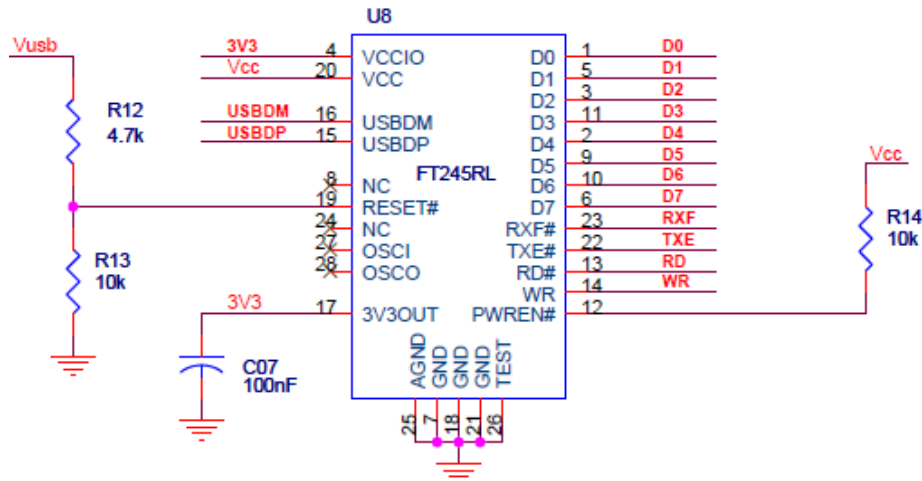 U8
Vusb
R12
4.7k
R13
10k
3V3 4 VCCIO
Vcc 20 VCC
USBDM 16 USBDM
USBDP 15 USBDP
8 NC
19 RESET#
24 NC
27 OSCI
28 OSCO
3V3 17 3V3OUT
C07
100nF
FT245RL
D0 1 D0
D1 5 D1
D2 3 D2
D3 11 D3
D4 2 D4
D5 9 D5
D6 10 D6
D7 6 D7
RXF# 23 RXF
TXE# 22 TXE
RD# 13 RD
WR 14 WR
PWREN# 12
Vcc
R14
10k
AGND GND GND GND TEST
25 7 18 21 26